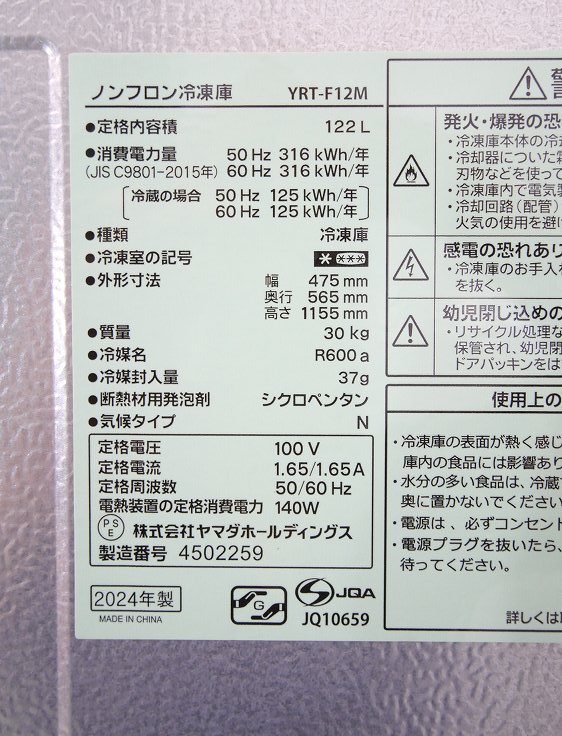 ノンフロン冷凍庫 YRT-F12M
●定格内容積 122 L
●消費電力量 50 Hz 316 kWh/年
(JIS C9801-2015年) 60 Hz 316 kWh/年
冷蔵の場合 50 Hz 125 kWh/年
60 Hz 125 kWh/年
●種類 冷凍庫
●冷凍室の記号 * ***
●外形寸法 幅 475 mm
奥行 565 mm
高さ 1155 mm
●質量 30 kg
●冷媒名 R600a
●冷媒封入量 37g
●断熱材用発泡剤 シクロペンタン
●気候タイプ N
定格電圧 100 V
定格電流 1.65/1.65A
定格周波数 50/60 Hz
電熱装置の定格消費電力 140W
PSE 株式会社ヤマダホールディングス
製造番号 4502259
2024年製
MADE IN CHINA
G
JQA
JQ10659
発火・爆発の恐
・冷凍庫本体の冷
・冷却器についた
刃物などを使って
・冷凍庫内で電気
・冷却回路(配管)
火気の使用を避
感電の恐れあり
・冷凍庫のお手入
を抜く。
幼児閉じ込めの
・リサイクル処理な
保管され、幼児閉
ドアパッキンをは
使用上の
・冷凍庫の表面が熱く感じ
庫内の食品には影響あり
・水分の多い食品は、冷蔵で
奥に置かないでください
・電源は、必ずコンセント
・電源プラグを抜いたら、
待ってください。
詳しくは取